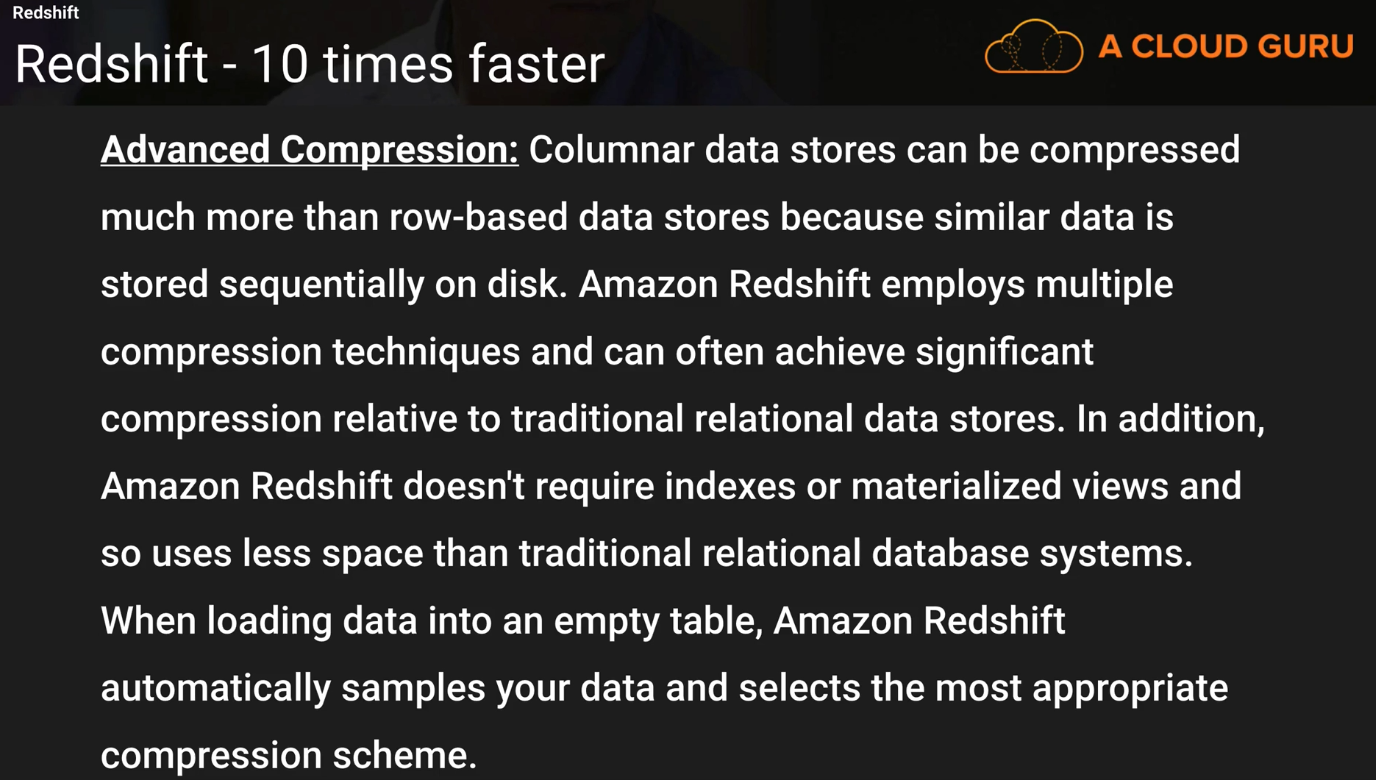 Redshift
Redshift - 10 times faster
A CLOUD GURU
Advanced Compression: Columnar data stores can be compressed
much more than row-based data stores because similar data is
stored sequentially on disk. Amazon Redshift employs multiple
compression techniques and can often achieve significant
compression relative to traditional relational data stores. In addition,
Amazon Redshift doesn't require indexes or materialized views and
so uses less space than traditional relational database systems.
When loading data into an empty table, Amazon Redshift
automatically samples your data and selects the most appropriate
compression scheme.